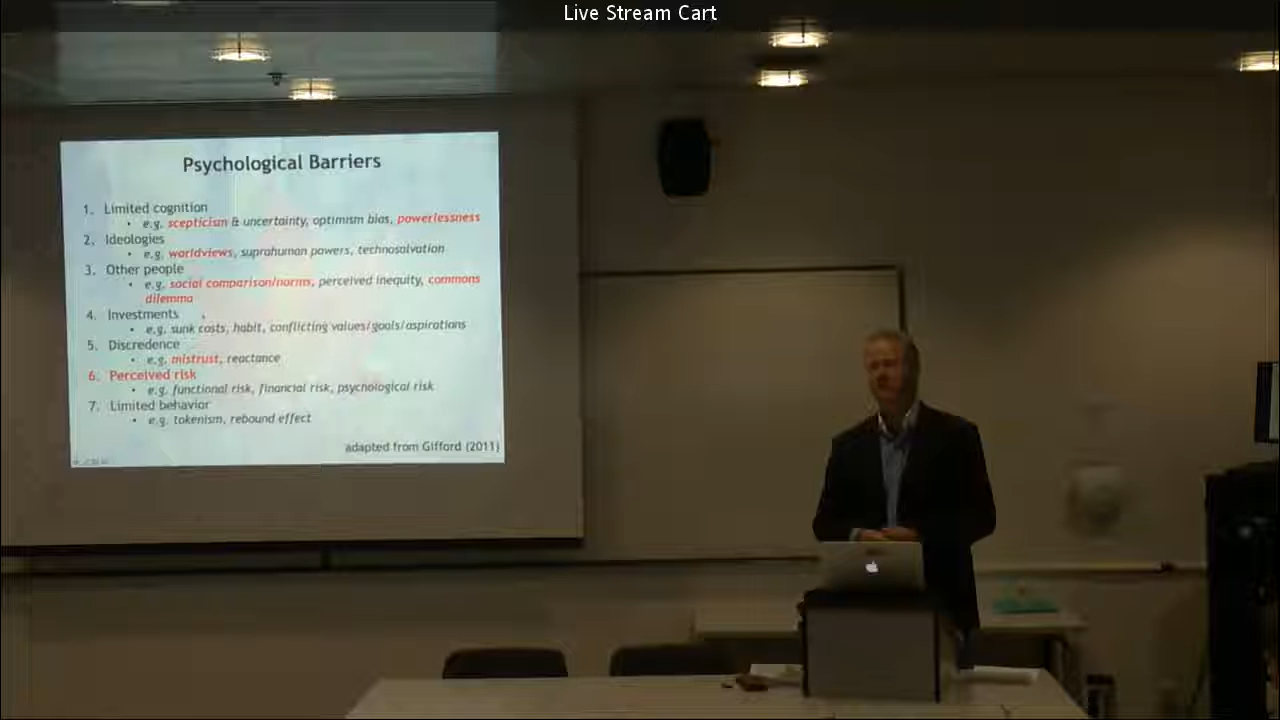 Live Stream Cart
Psychological Barriers
1. Limited cognition
• e.g. scepticism & uncertainty, optimism bias, powerlessness
2. Ideologies
• e.g. worldviews, suprahuman powers, technosalvation
3. Other people
• e.g. social comparison/norms, perceived inequity, commons
dilemma
4. Investments
• e.g. sunk costs, habit, conflicting values/goals/aspirations
5. Discredence
• e.g. mistrust, reactance
6. Perceived risk
• e.g. functional risk, financial risk, psychological risk
7. Limited behavior
• e.g. tokenism, rebound effect
adapted from Gifford (2011)